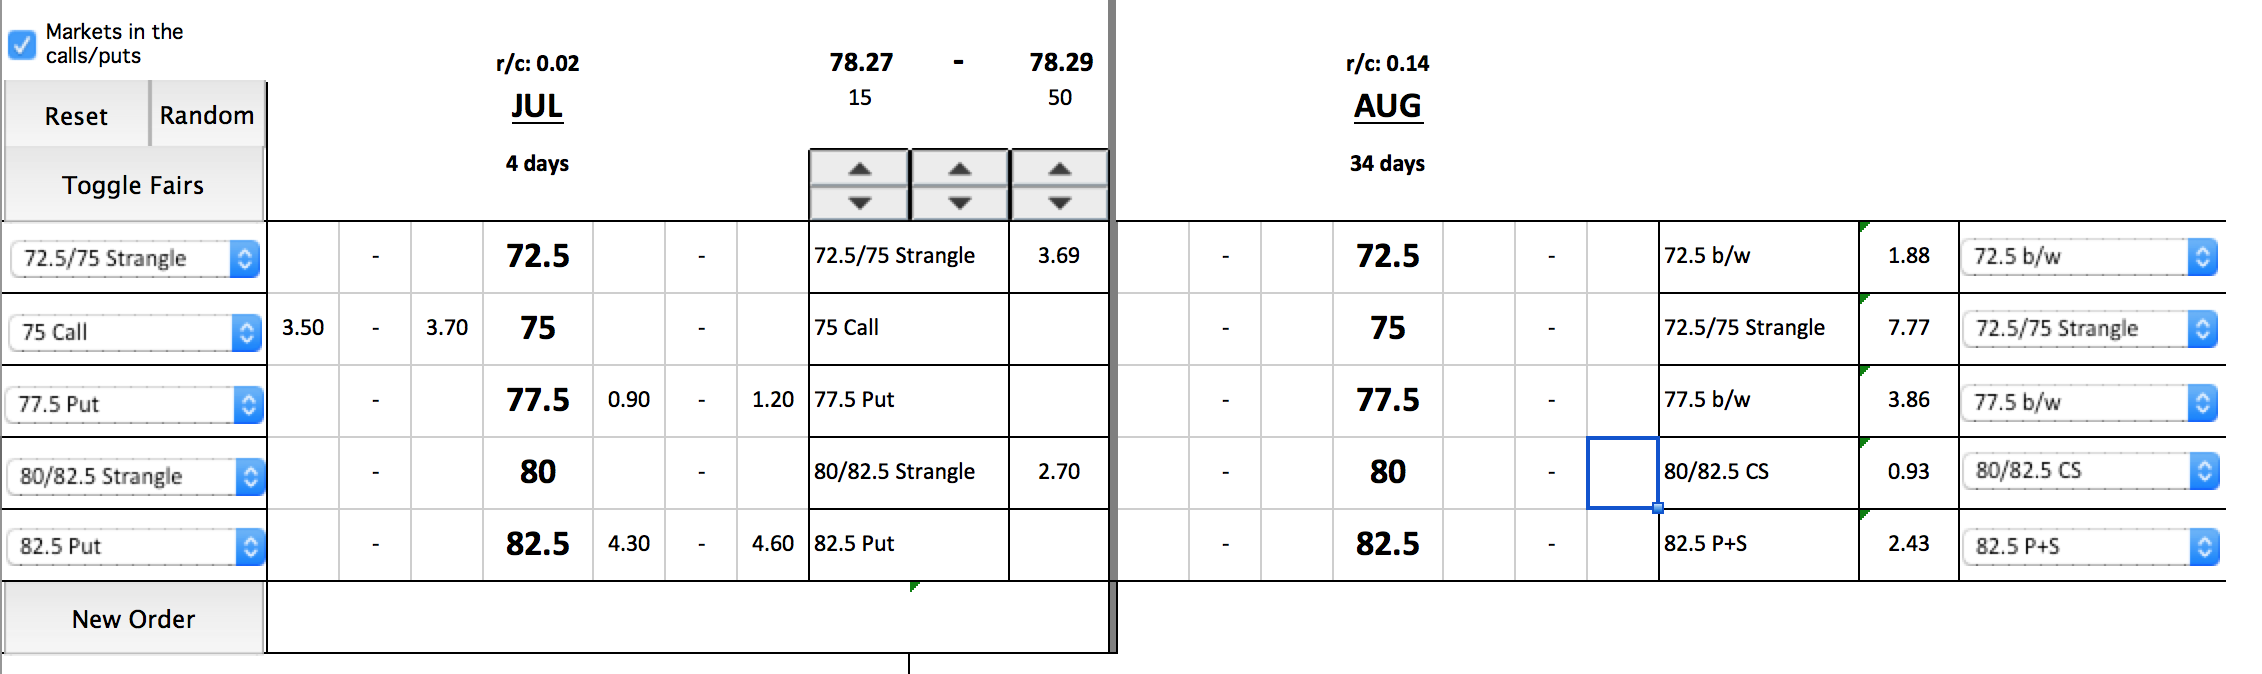 Markets in the
calls/puts
r/c: 0.02
78.27 - 78.29
r/c: 0.14
Reset Random
JUL
15 50
AUG
Toggle Fairs
4 days
34 days
72.5/75 Strangle - 72.5 - 72.5/75 Strangle 3.69 - 72.5 - 72.5 b/w 1.88 72.5 b/w
75 Call 3.50 - 3.70 75 - 75 Call - 75 - 72.5/75 Strangle 7.77 72.5/75 Strangle
77.5 Put - 77.5 0.90 - 1.20 77.5 Put - 77.5 - 77.5 b/w 3.86 77.5 b/w
80/82.5 Strangle - 80 - 80/82.5 Strangle 2.70 - 80 - 80/82.5 CS 0.93 80/82.5 CS
82.5 Put - 82.5 4.30 - 4.60 82.5 Put - 82.5 - 82.5 P+S 2.43 82.5 P+S
New Order